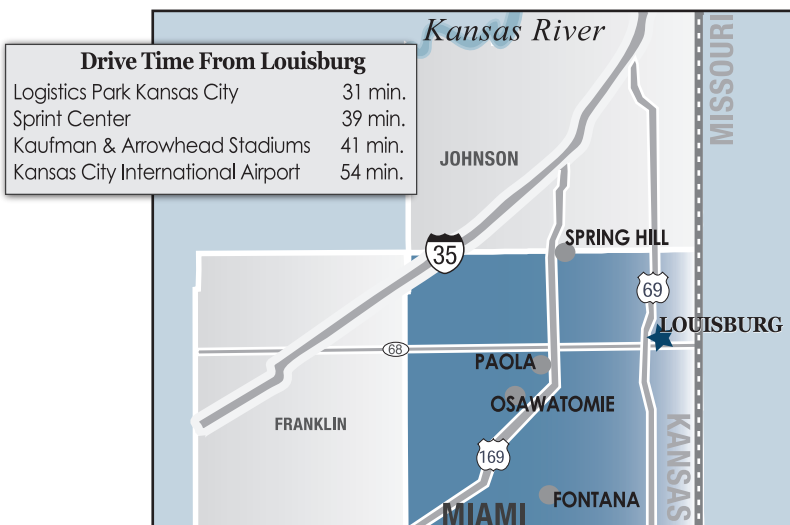 Kansas River
MISSOURI
Drive Time From Louisburg
Logistics Park Kansas City 31 min.
Sprint Center 39 min.
Kaufman & Arrowhead Stadiums 41 min.
Kansas City International Airport 54 min.
JOHNSON
SPRING HILL
35
69
LOUISBURG
68
PAOLA
OSAWATOMIE
FRANKLIN
KANSAS
169
FONTANA
MIAMI